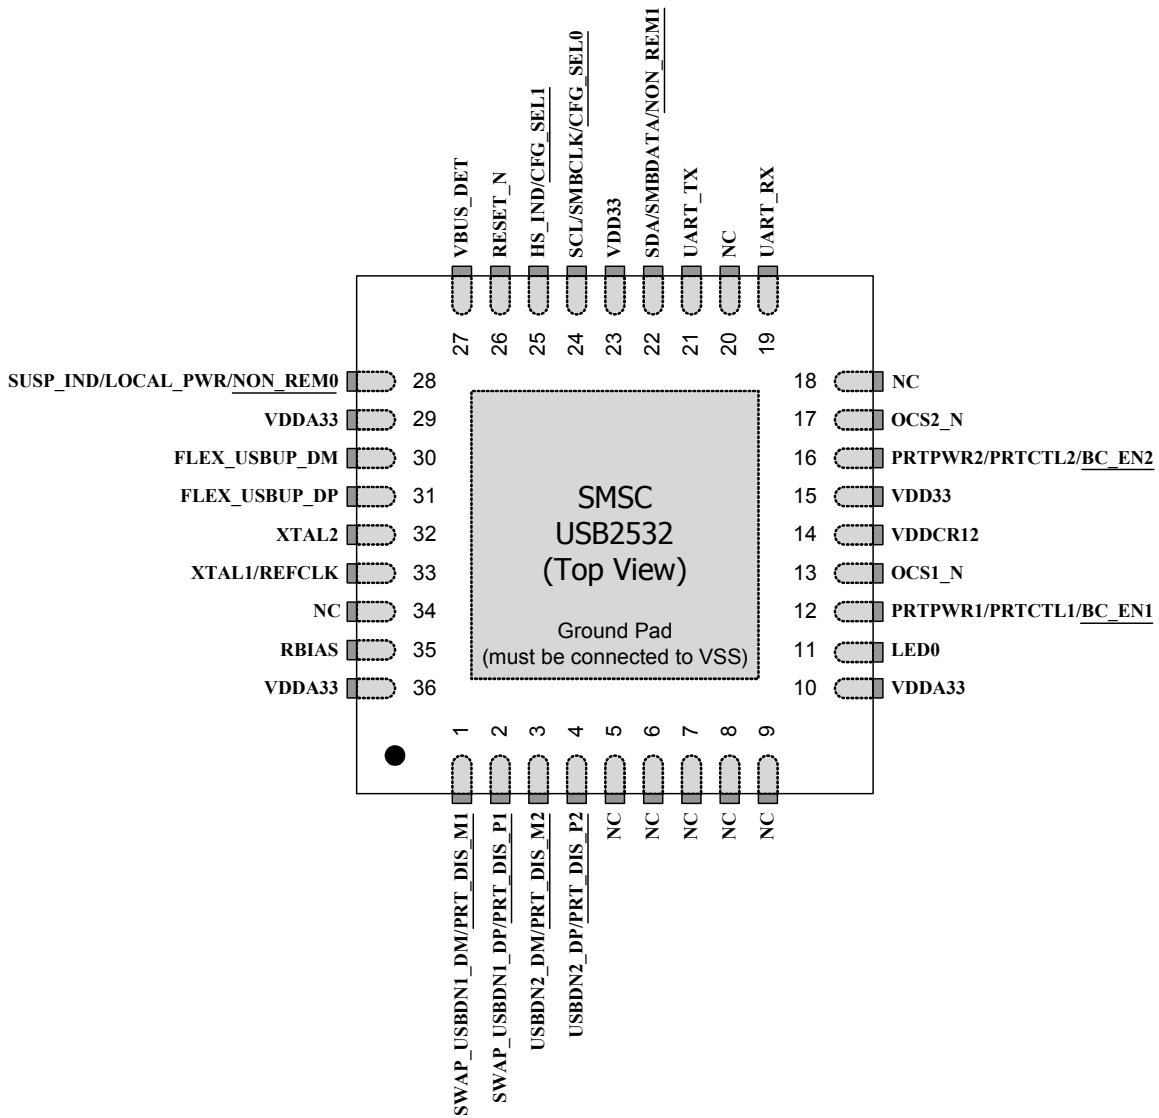 VBUS_DET
RESET_N
HS_IND/CFG_SEL1
SCL/SMBCLK/CFG_SEL0
VDD33
SDA/SMBDATA/NON_REM1
UART_TX
NC
UART_RX
27
26
25
24
23
22
21
20
19
SUSP_IND/LOCAL_PWR/NON_REM0
28
VDDA33
29
FLEX_USBUP_DM
30
FLEX_USBUP_DP
31
XTAL2
32
XTAL1/REFCLK
33
NC
34
RBIAS
35
VDDA33
36
SMSC
USB2532
(Top View)
Ground Pad
(must be connected to VSS)
18
NC
17
OCS2_N
16
PRTPWR2/PRTCTL2/BC_EN2
15
VDD33
14
VDDCR12
13
OCS1_N
12
PRTPWR1/PRTCTL1/BC_EN1
11
LED0
10
VDDA33
1
2
3
4
5
6
7
8
9
SWAP_USBDN1_DM/PRT_DIS_M1
SWAP_USBDN1_DP/PRT_DIS_P1
USBDN2_DM/PRT_DIS_M2
USBDN2_DP/PRT_DIS_P2
NC
NC
NC
NC
NC